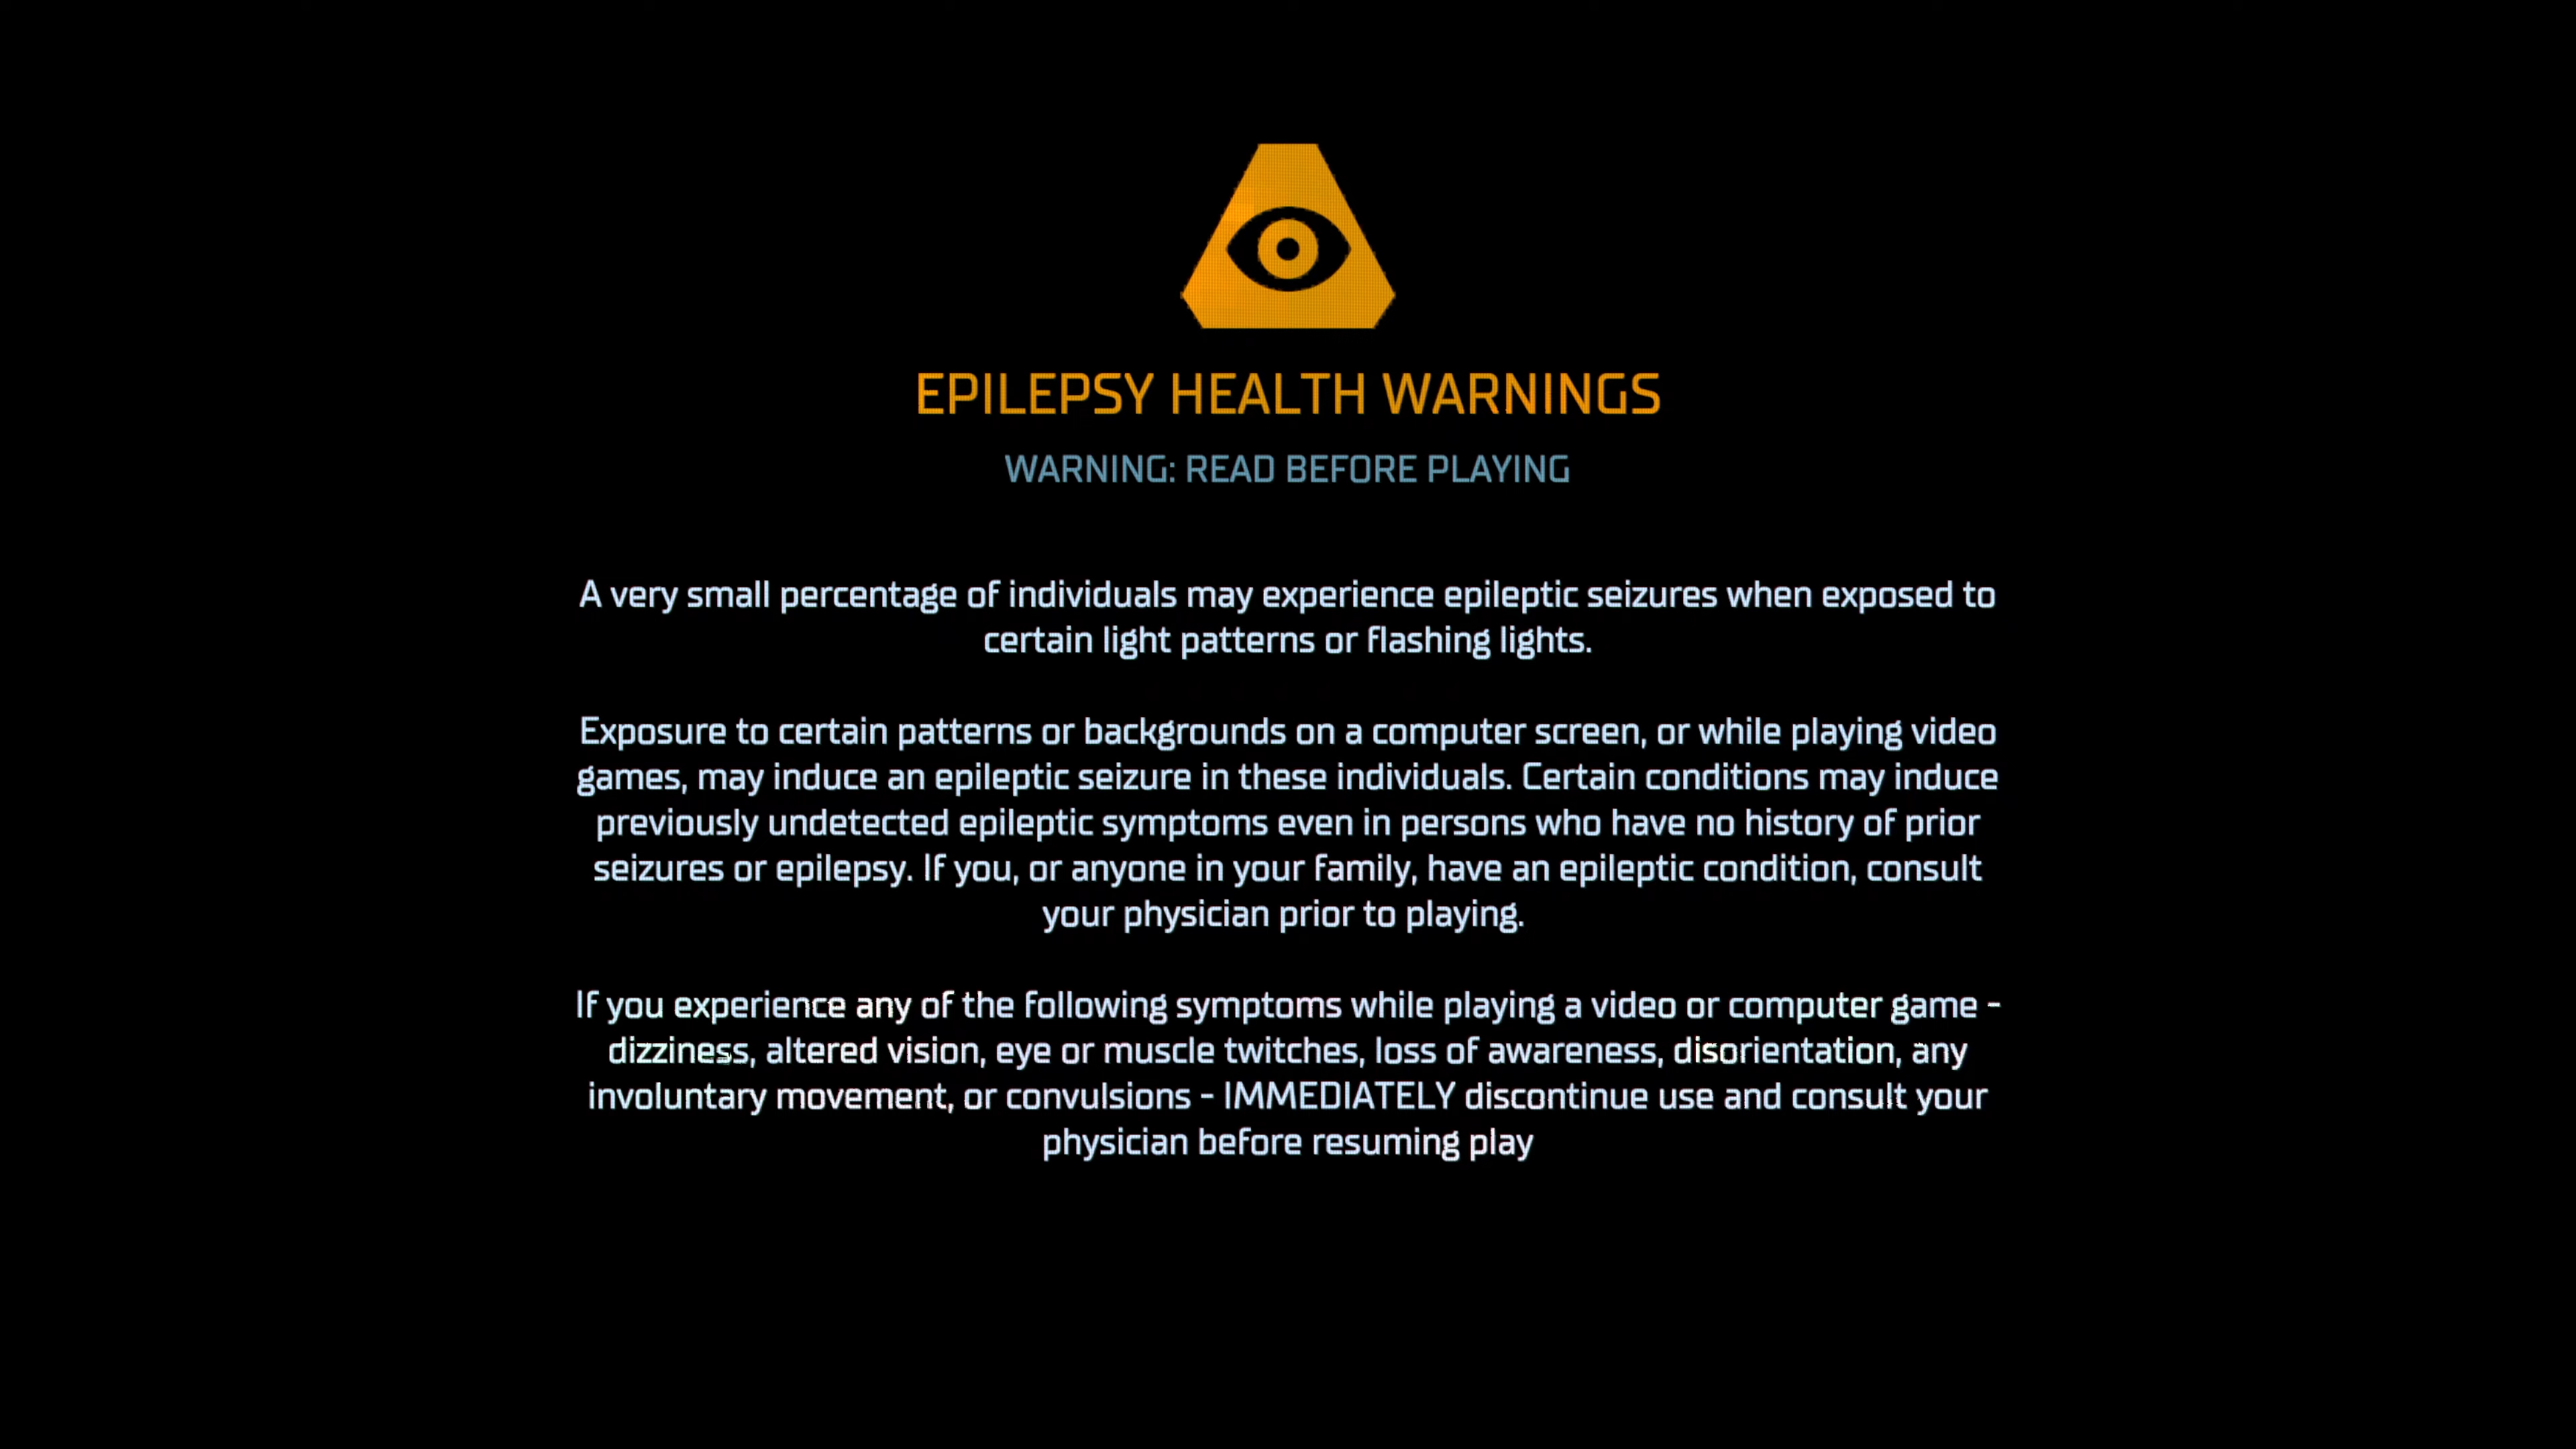 EPILEPSY HEALTH WARNINGS
WARNING: READ BEFORE PLAYING
A very small percentage of individuals may experience epileptic seizures when exposed to
certain light patterns or flashing lights.
Exposure to certain patterns or backgrounds on a computer screen, or while playing video
games, may induce an epileptic seizure in these individuals. Certain conditions may induce
previously undetected epileptic symptoms even in persons who have no history of prior
seizures or epilepsy. If you, or anyone in your family, have an epileptic condition, consult
your physician prior to playing.
If you experience any of the following symptoms while playing a video or computer game -
dizziness, altered vision, eye or muscle twitches, loss of awareness, disorientation, any
involuntary movement, or convulsions - IMMEDIATELY discontinue use and consult your
physician before resuming play